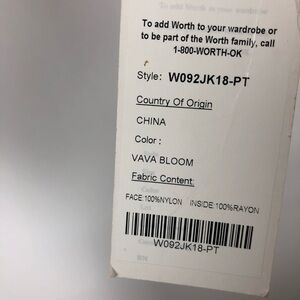 To add Worth to your wardrobe or
to be part of the Worth family, call
1-800-WORTH-OK
Style: W092JK18-PT
Country Of Origin
CHINA
Color :
VAVA BLOOM
Fabric Content:
FACE:100%NYLON INSIDE:100%RAYON
W092JK18-PT